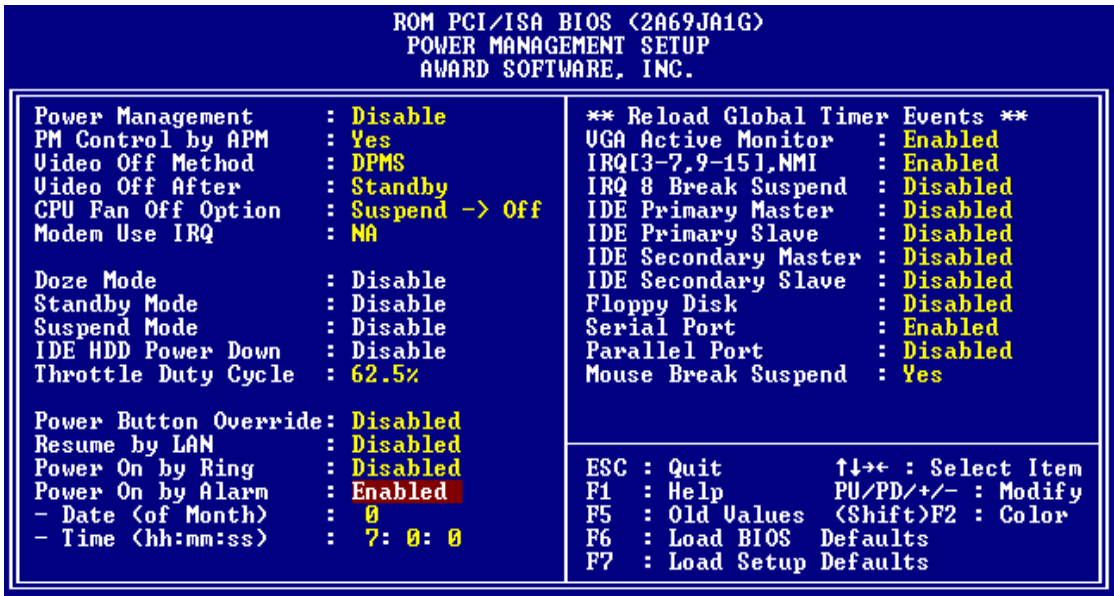 ROM PCI/ISA BIOS (2A69JA1G)
POWER MANAGEMENT SETUP
AWARD SOFTWARE, INC.
Power Management : Disable
PM Control by APM : Yes
Video Off Method : DPMS
Video Off After : Standby
CPU Fan Off Option : Suspend -> Off
Modem Use IRQ : NA
Doze Mode : Disable
Standby Mode : Disable
Suspend Mode : Disable
IDE HDD Power Down : Disable
Throttle Duty Cycle : 62.5%
Power Button Override: Disabled
Resume by LAN : Disabled
Power On by Ring : Disabled
Power On by Alarm : Enabled
- Date (of Month) : 0
- Time (hh:mm:ss) : 7: 0: 0
** Reload Global Timer Events **
VGA Active Monitor : Enabled
IRQ[3-7,9-15],NMI : Enabled
IRQ 8 Break Suspend : Disabled
IDE Primary Master : Disabled
IDE Primary Slave : Disabled
IDE Secondary Master : Disabled
IDE Secondary Slave : Disabled
Floppy Disk : Disabled
Serial Port : Enabled
Parallel Port : Disabled
Mouse Break Suspend : Yes
ESC : Quit ↑↓→← : Select Item
F1 : Help PU/PD/+/- : Modify
F5 : Old Values (Shift)F2 : Color
F6 : Load BIOS Defaults
F7 : Load Setup Defaults